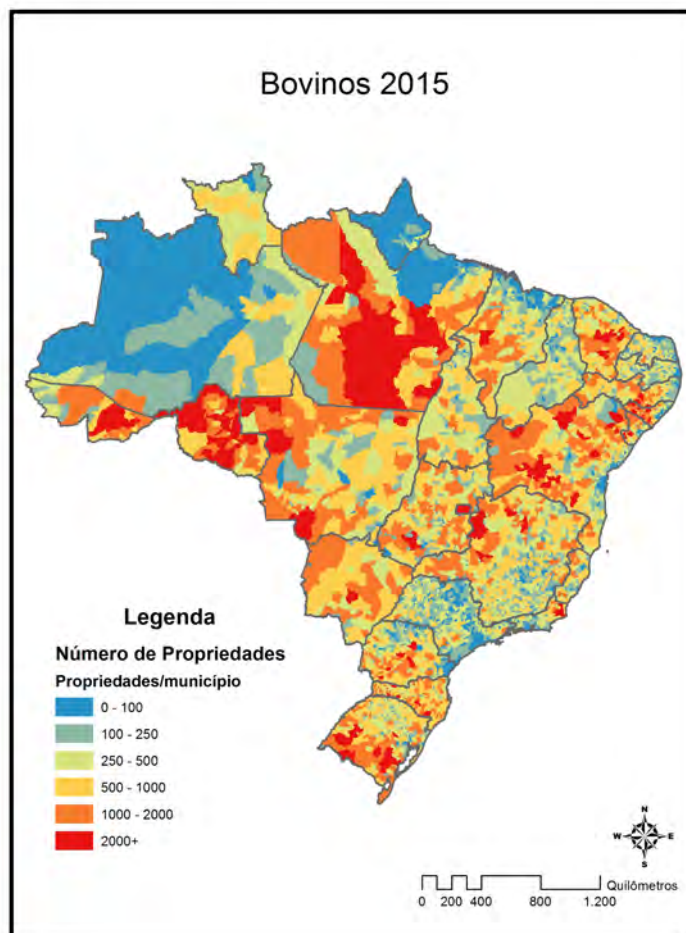 Bovinos 2015
Legenda
Número de Propriedades
Propriedades/município
0 - 100
100 - 250
250 - 500
500 - 1000
1000 - 2000
2000+
N
W E
S
Quilômetros
0 200 400 800 1.200